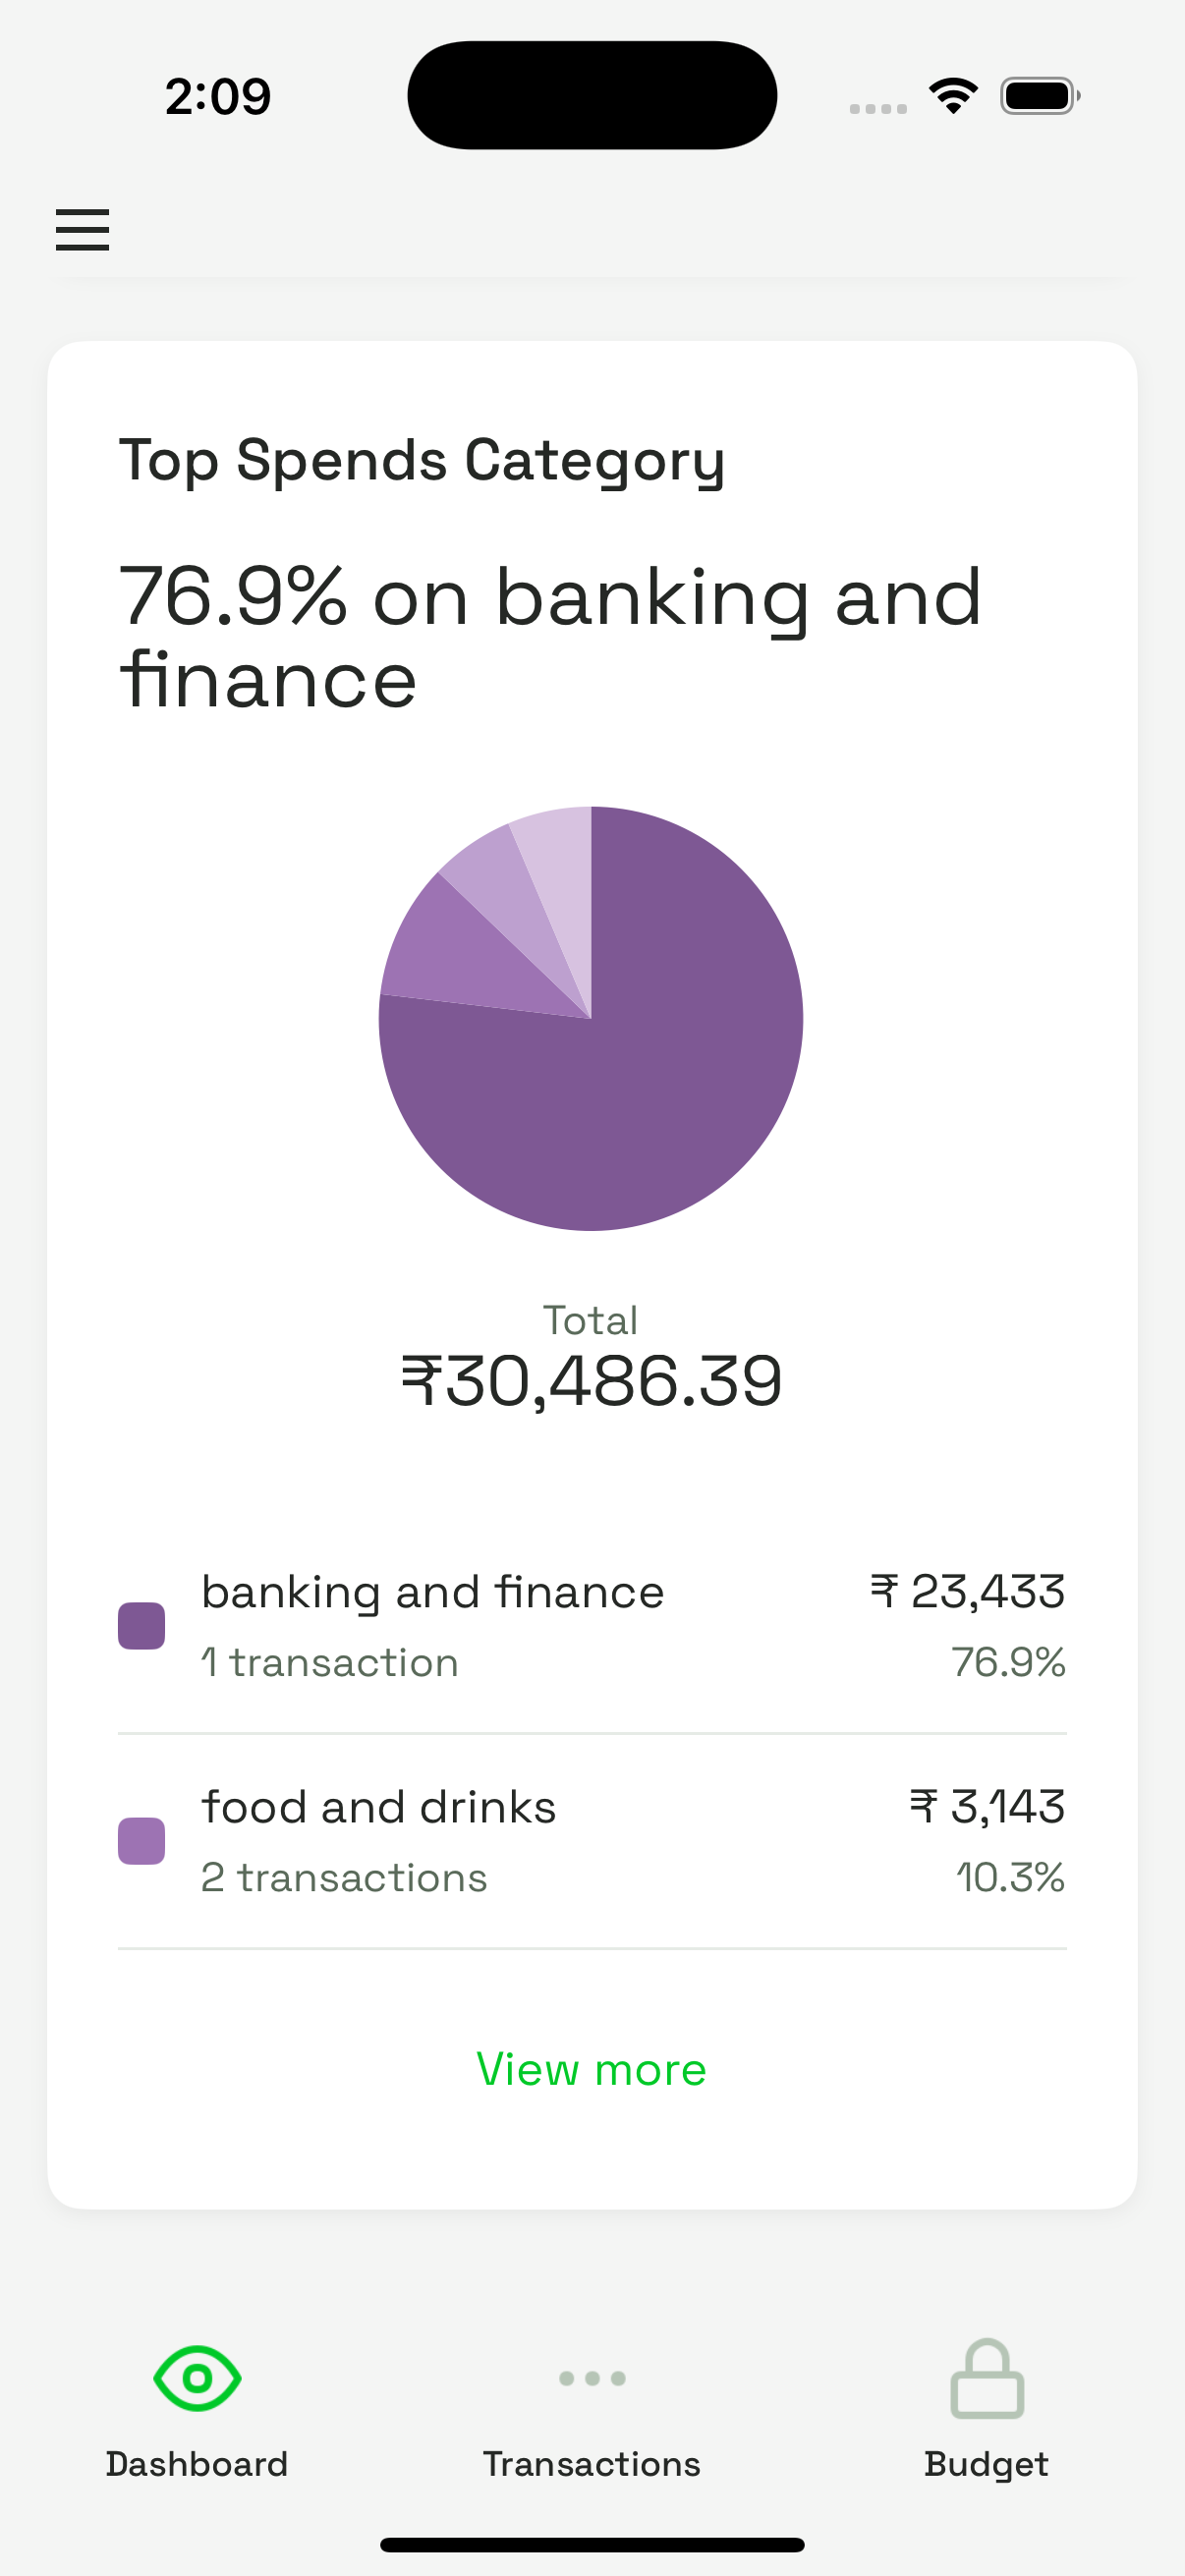 2:09
Top Spends Category
76.9% on banking and
finance
Total
₹30,486.39
banking and finance ₹ 23,433
1 transaction 76.9%
food and drinks ₹ 3,143
2 transactions 10.3%
View more
Dashboard Transactions Budget